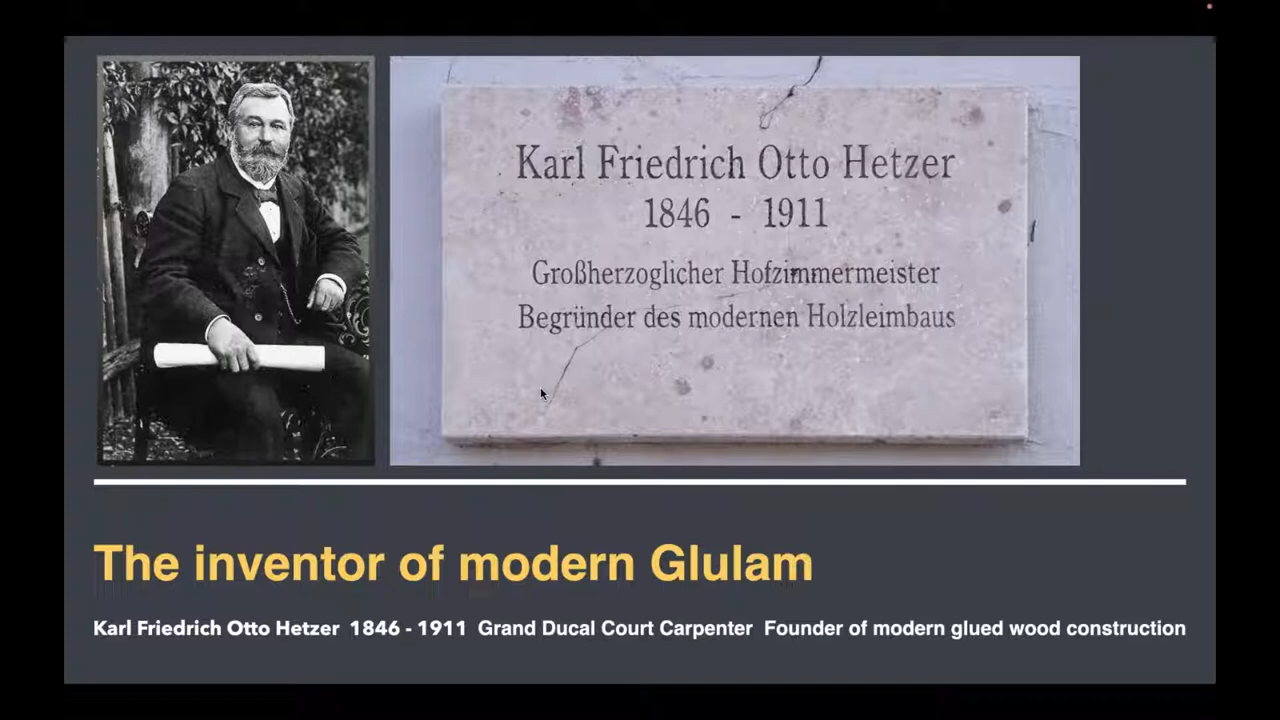 Karl Friedrich Otto Hetzer
1846 - 1911
Großherzoglicher Hofzimmermeister
Begründer des modernen Holzleimbaus
The inventor of modern Glulam
Karl Friedrich Otto Hetzer 1846 - 1911 Grand Ducal Court Carpenter Founder of modern glued wood construction